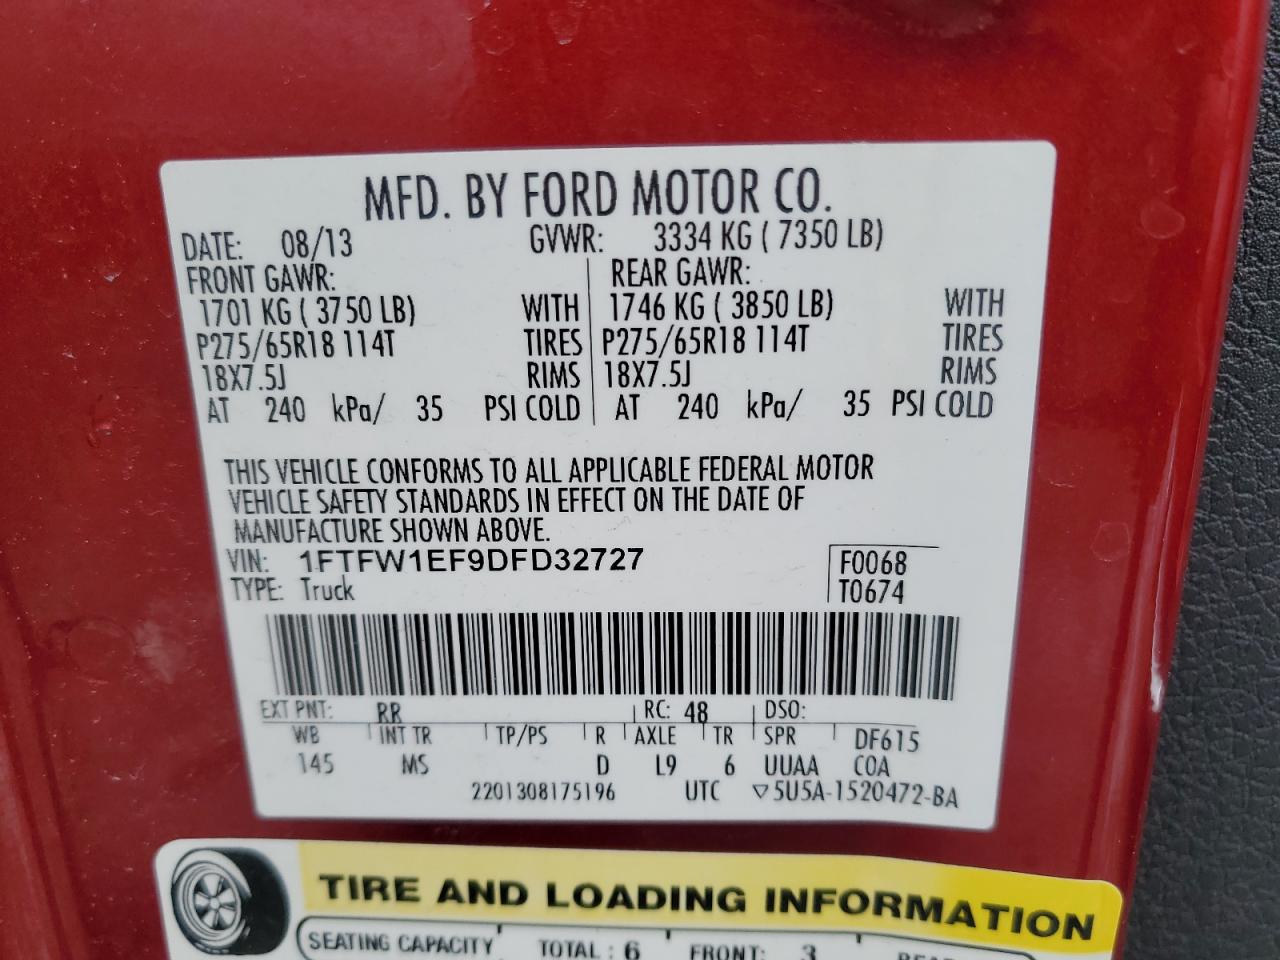 MFD. BY FORD MOTOR CO.
DATE: 08/13 GVWR: 3334 KG ( 7350 LB)
FRONT GAWR: REAR GAWR:
1701 KG ( 3750 LB) WITH 1746 KG ( 3850 LB) WITH
P275/65R18 114T TIRES P275/65R18 114T TIRES
18X7.5J RIMS 18X7.5J RIMS
AT 240 kPa/ 35 PSI COLD AT 240 kPa/ 35 PSI COLD
THIS VEHICLE CONFORMS TO ALL APPLICABLE FEDERAL MOTOR
VEHICLE SAFETY STANDARDS IN EFFECT ON THE DATE OF
MANUFACTURE SHOWN ABOVE.
VIN: 1FTFW1EF9DFD32727 F0068
TYPE: Truck T0674
EXT PNT: RR RC: 48 DSO:
WB INT TR TP/PS R AXLE TR SPR DF615
145 MS D L9 6 UUAA COA
2201308175196 UTC ▽5U5A-1520472-BA
TIRE AND LOADING INFORMATION
SEATING CAPACITY TOTAL : 6 FRONT: 3